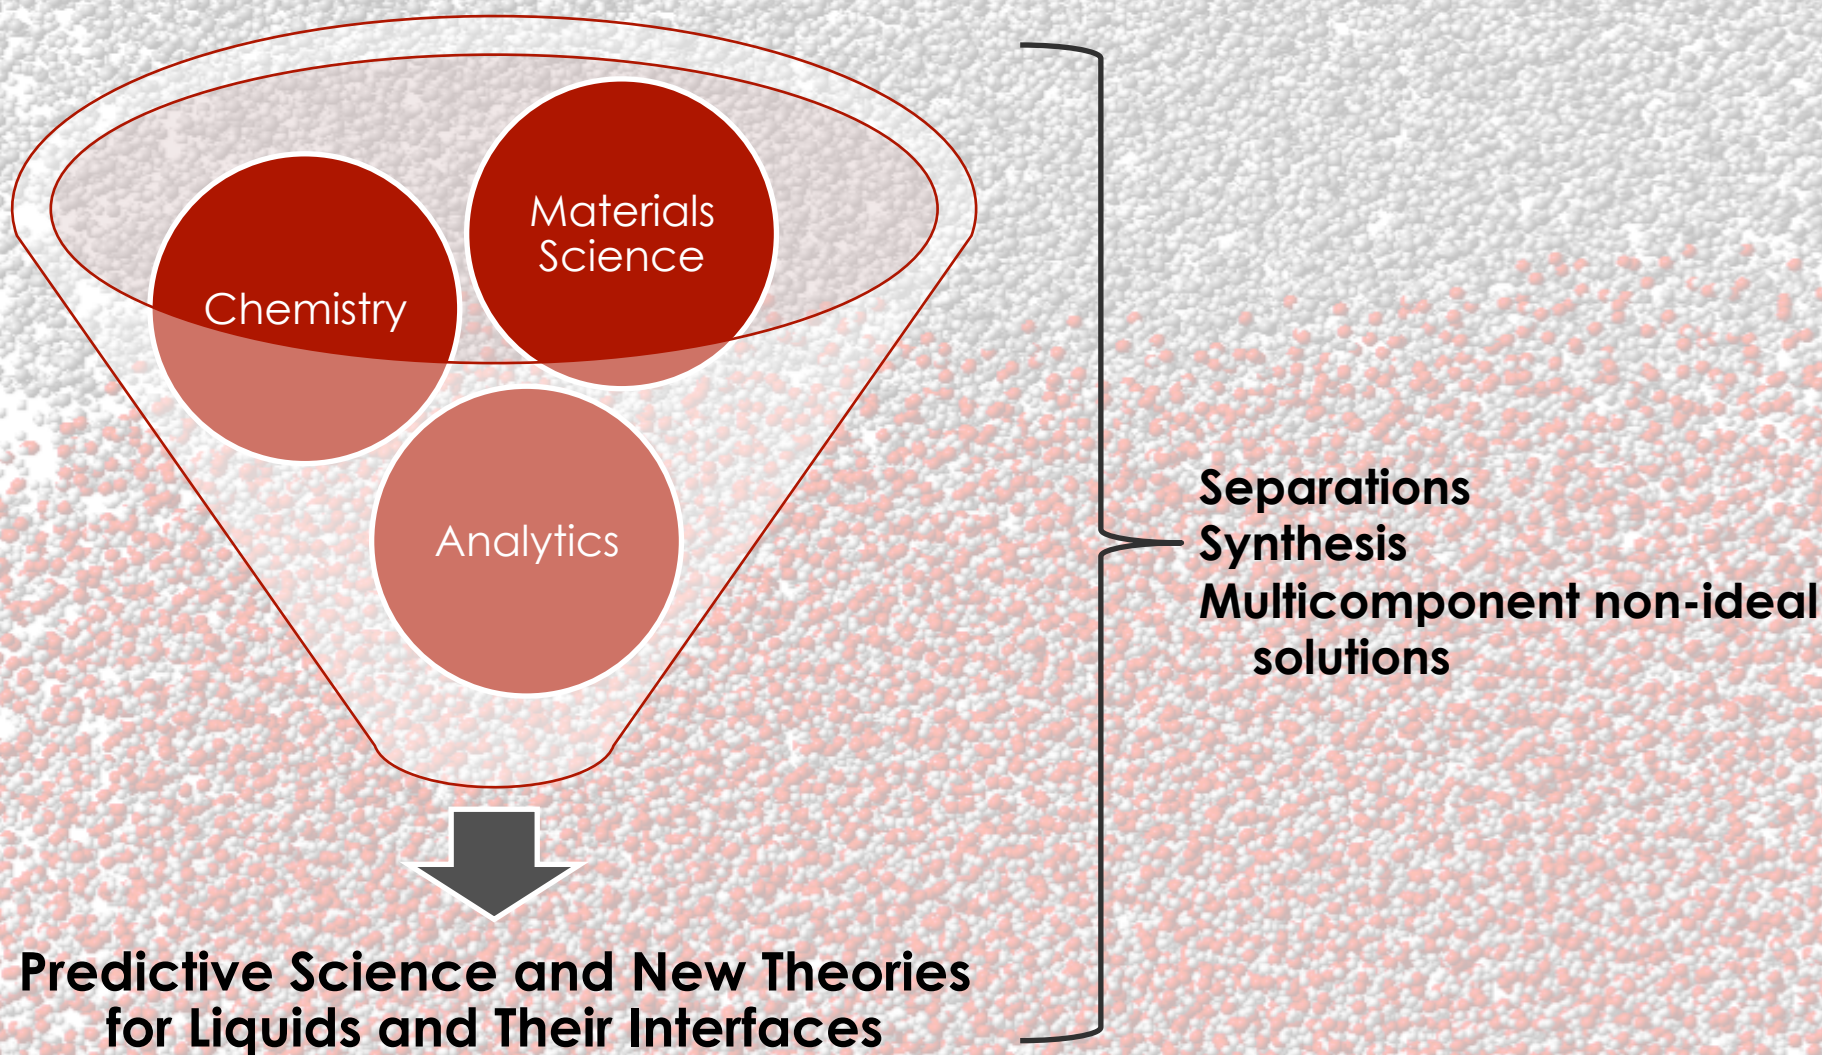 Materials
Science
Chemistry
Analytics
Predictive Science and New Theories
for Liquids and Their Interfaces
Separations
Synthesis
Multicomponent non-ideal
solutions